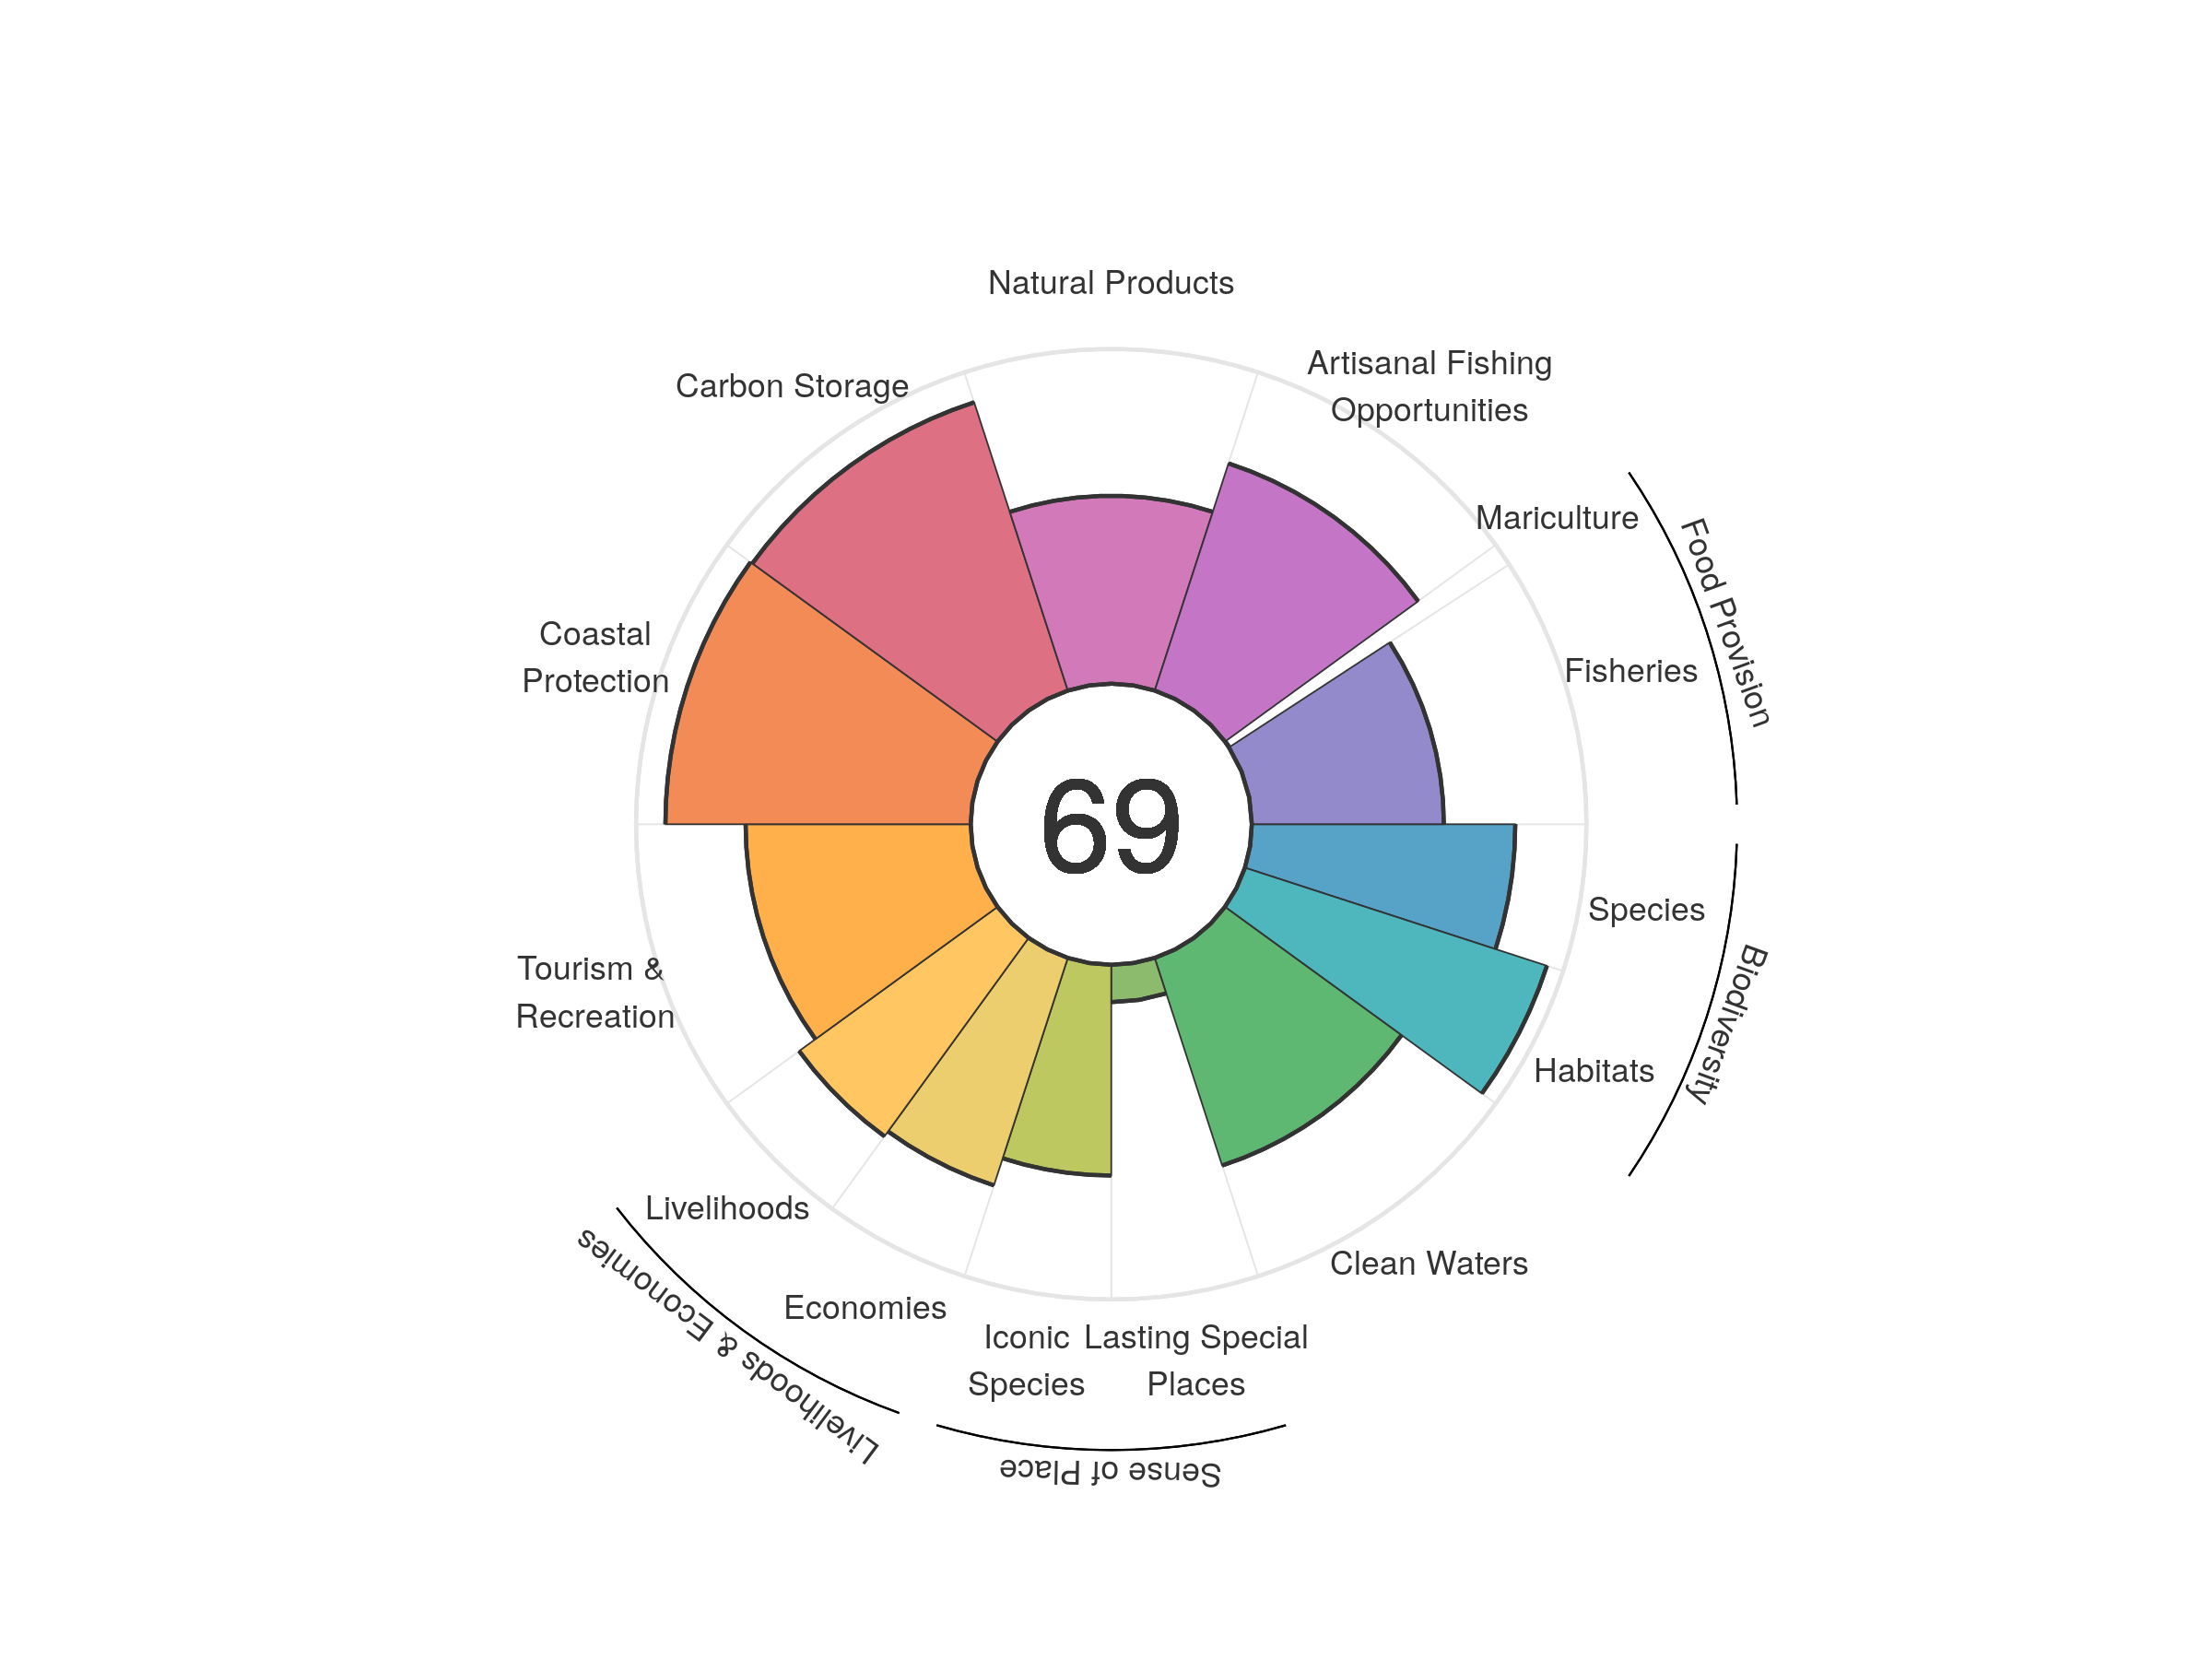 Natural Products
Artisanal Fishing
Opportunities
Carbon Storage
Mariculture
Food Provision
Fisheries
Coastal
Protection
69
Species
Biodiversity
Tourism &
Recreation
Habitats
Livelihoods
Clean Waters
Livelihoods & Economies
Economies
Iconic
Species
Lasting Special
Places
Sense of Place